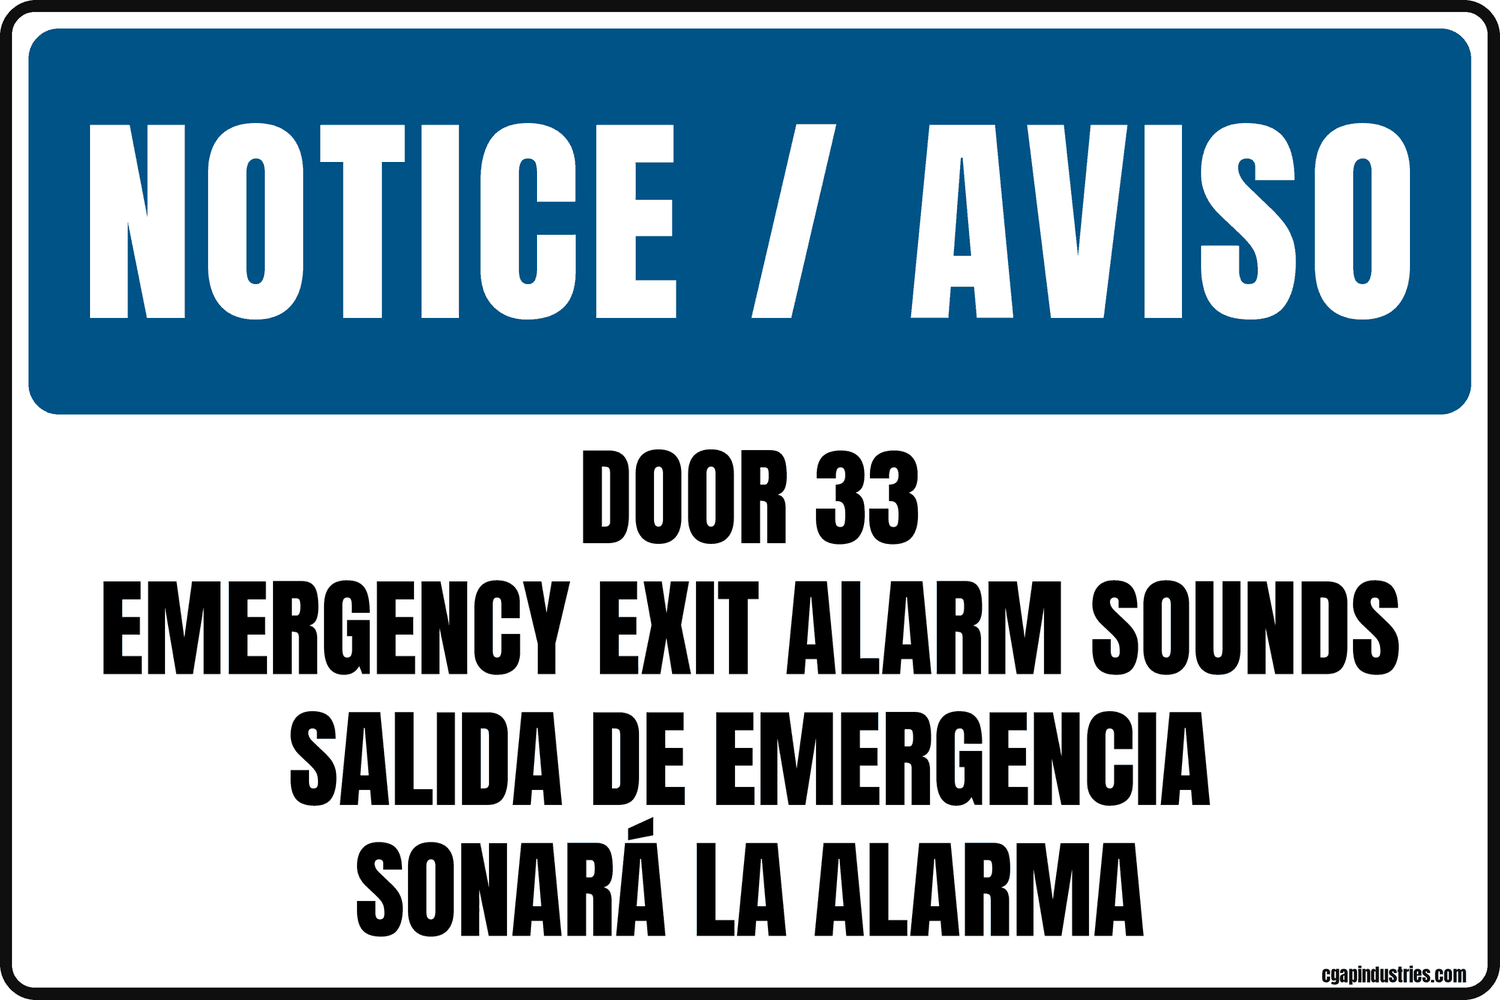 NOTICE / AVISO
DOOR 33
EMERGENCY EXIT ALARM SOUNDS
SALIDA DE EMERGENCIA
SONARÁ LA ALARMA
cgapindustries.com